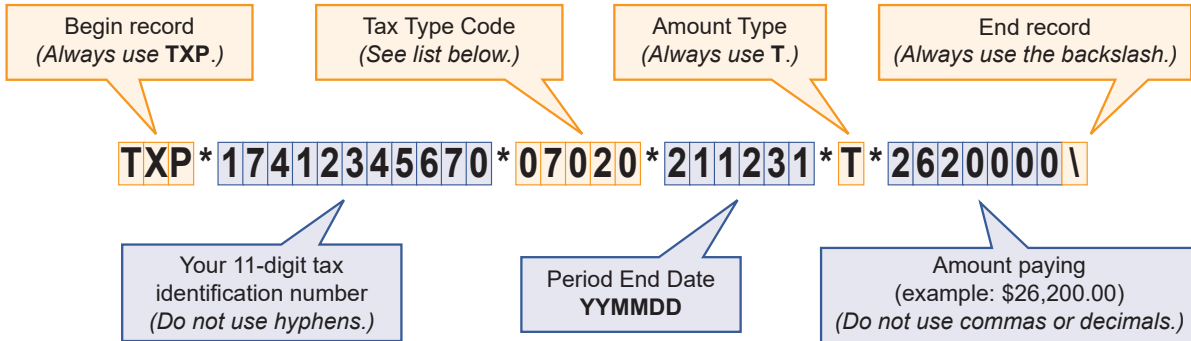 Begin record
(Always use TXP.)
Tax Type Code
(See list below.)
Amount Type
(Always use T.)
End record
(Always use the backslash.)
TXP*17412345670*07020*211231*T*2620000\
Your 11-digit tax
identification number
(Do not use hyphens.)
Period End Date
YYMMDD
Amount paying
(example: $26,200.00)
(Do not use commas or decimals.)